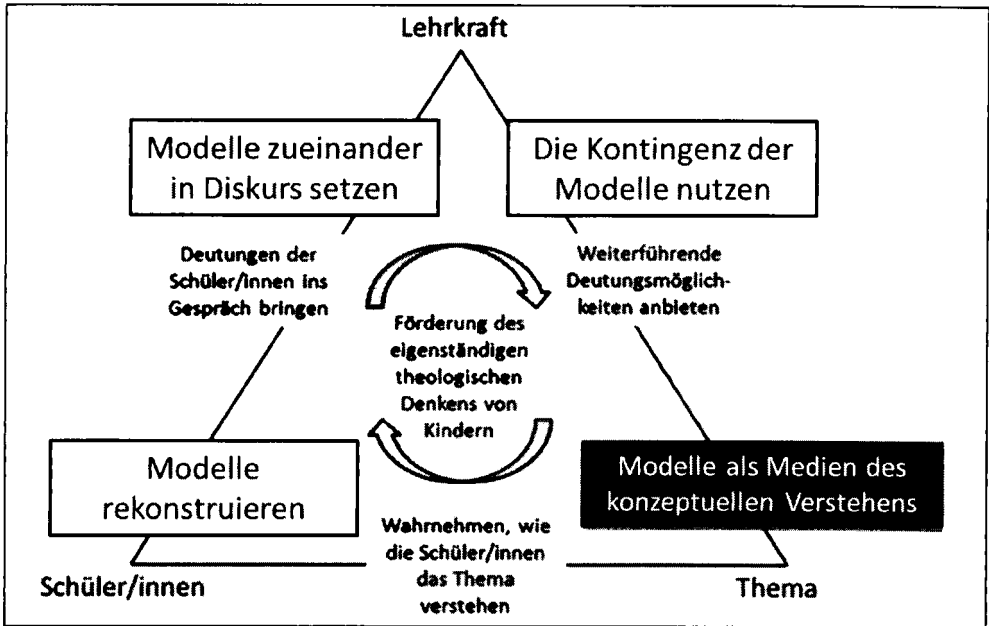 Lehrkraft
Modelle zueinander
in Diskurs setzen
Die Kontingenz der
Modelle nutzen
Deutungen der
Schüler/innen ins
Gespräch bringen
Weiterführende
Deutungsmöglich-
keiten anbieten
Förderung des
eigenständigen
theologischen
Denkens von
Kindern
Modelle
rekonstruieren
Modelle als Medien des
konzeptuellen Verstehens
Wahrnehmen, wie
die Schüler/innen
das Thema
verstehen
Schüler/innen
Thema